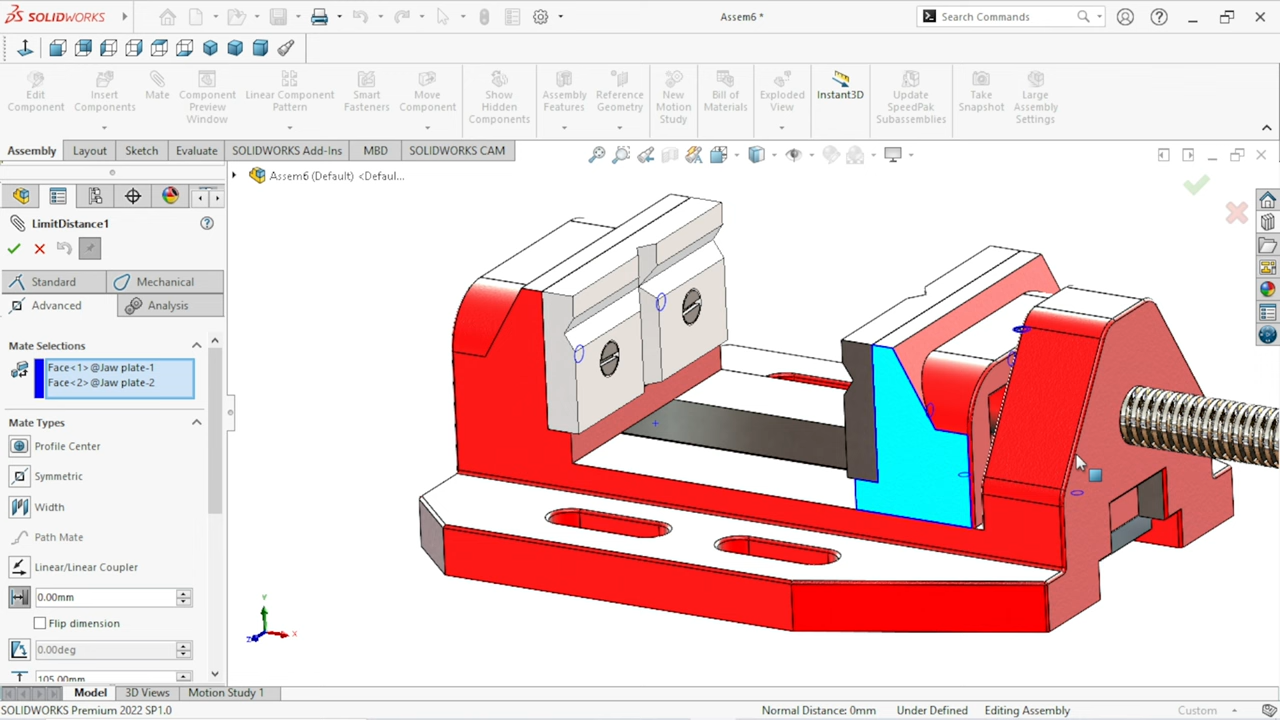 SOLIDWORKS
Assem6 *
Search Commands
Edit Component
Insert Components
Mate
Component Preview Window
Linear Component Pattern
Smart Fasteners
Move Component
Show Hidden Components
Assembly Features
Reference Geometry
New Motion Study
Bill of Materials
Exploded View
Instant3D
Update SpeedPak Subassemblies
Take Snapshot
Large Assembly Settings
Assembly
Layout
Sketch
Evaluate
SOLIDWORKS Add-Ins
MBD
SOLIDWORKS CAM
Assem6 (Default) <Defaul...
LimitDistance1
Standard
Mechanical
Advanced
Analysis
Mate Selections
Face<1> @Jaw plate-1
Face<2> @Jaw plate-2
Mate Types
Profile Center
Symmetric
Width
Path Mate
Linear/Linear Coupler
0.00mm
Flip dimension
0.00deg
105.00mm
Y
X
Z
Model
3D Views
Motion Study 1
SOLIDWORKS Premium 2022 SP1.0
Normal Distance: 0mm
Under Defined
Editing Assembly
Custom